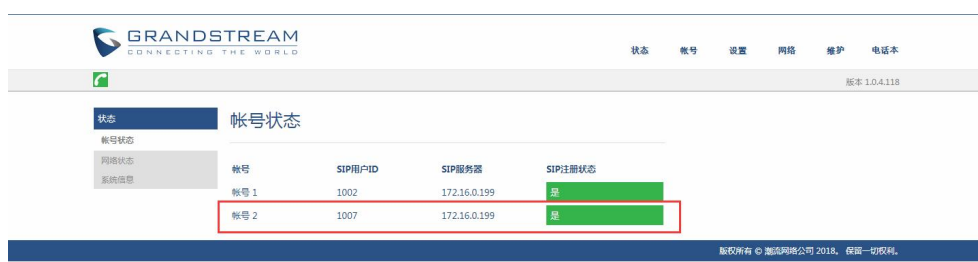 GRANDSTREAM
CONNECTING THE WORLD
状态 帐号 设置 网络 维护 电话本
版本 1.0.4.118
状态
帐号状态
网络状态
系统信息
帐号状态
帐号 SIP用户ID SIP服务器 SIP注册状态
帐号 1 1002 172.16.0.199 是
帐号 2 1007 172.16.0.199 是
版权所有 © 潮流网络公司 2018。 保留一切权利。